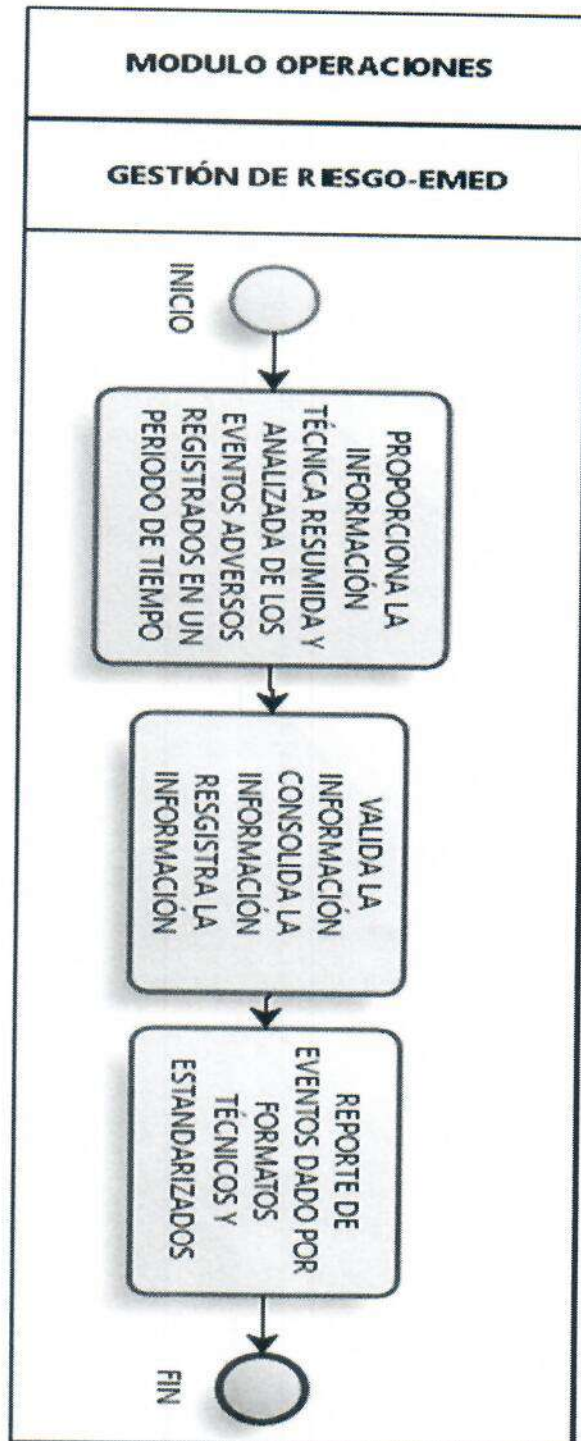 MODULO OPERACIONES
GESTIÓN DE RIESGO-EMED
INICIO
PROPORCIONA LA
INFORMACIÓN
TÉCNICA RESUMIDA Y
ANALIZADA DE LOS
EVENTOS ADVERSOS
REGISTRADOS EN UN
PERIODO DE TIEMPO
VALIDA LA
INFORMACIÓN
CONSOLIDA LA
INFORMACIÓN
RESGISTRA LA
INFORMACIÓN
REPORTE DE
EVENTOS DADO POR
FORMATOS
TÉCNICOS Y
ESTANDARIZADOS
FIN